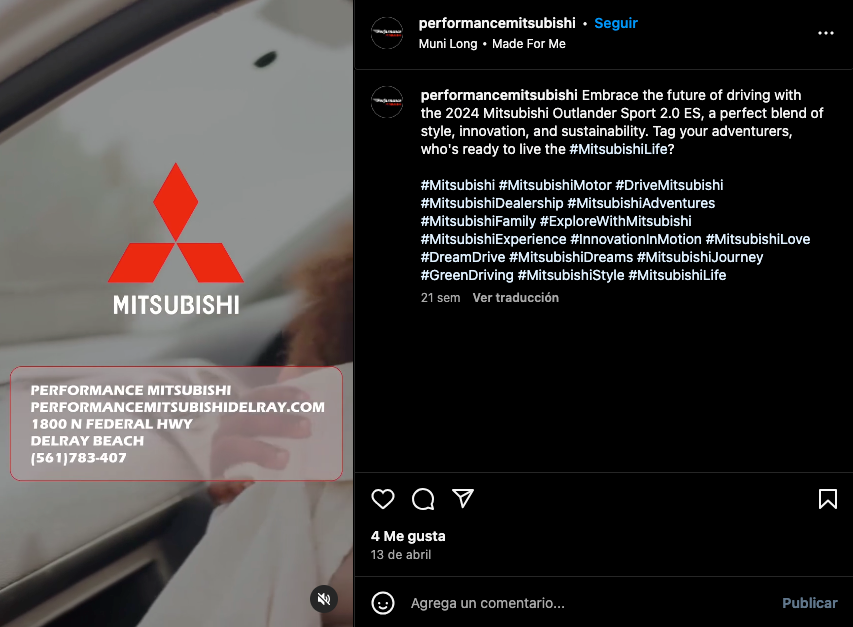 MITSUBISHI
PERFORMANCE MITSUBISHI
PERFORMANCEMITSUBISHIDELRAY.COM
1800 N FEDERAL HWY
DELRAY BEACH
(561)783-407
performancemitsubishi • Seguir
Muni Long • Made For Me
performancemitsubishi Embrace the future of driving with
the 2024 Mitsubishi Outlander Sport 2.0 ES, a perfect blend of
style, innovation, and sustainability. Tag your adventurers,
who's ready to live the #MitsubishiLife?
#Mitsubishi #MitsubishiMotor #DriveMitsubishi
#MitsubishiDealership #MitsubishiAdventures
#MitsubishiFamily #ExploreWithMitsubishi
#MitsubishiExperience #InnovationInMotion #MitsubishiLove
#DreamDrive #MitsubishiDreams #MitsubishiJourney
#GreenDriving #MitsubishiStyle #MitsubishiLife
21 sem Ver traducción
4 Me gusta
13 de abril
Agrega un comentario... Publicar